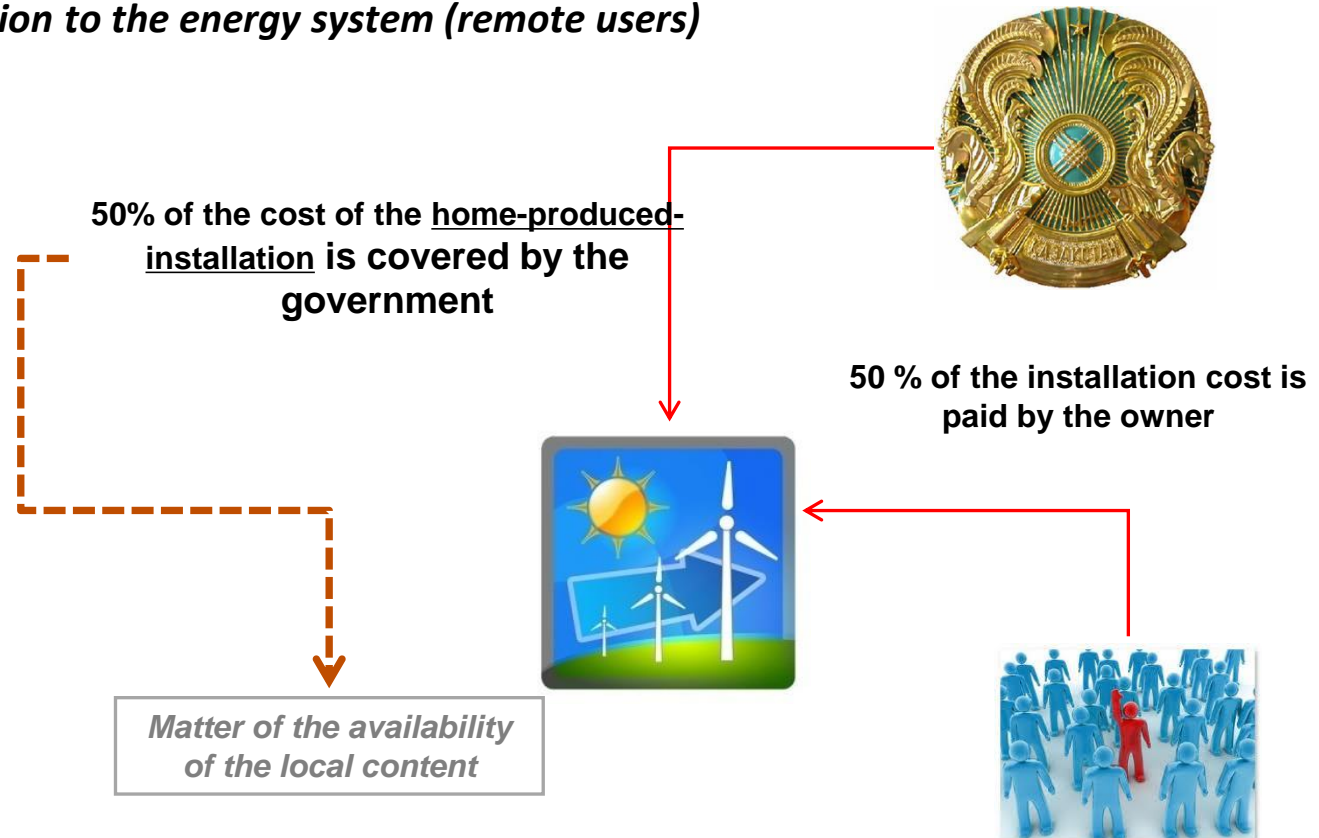 ion to the energy system (remote users)
50% of the cost of the home-produced-
installation is covered by the
government
ҚАЗАҚСТАН
50 % of the installation cost is
paid by the owner
Matter of the availability
of the local content